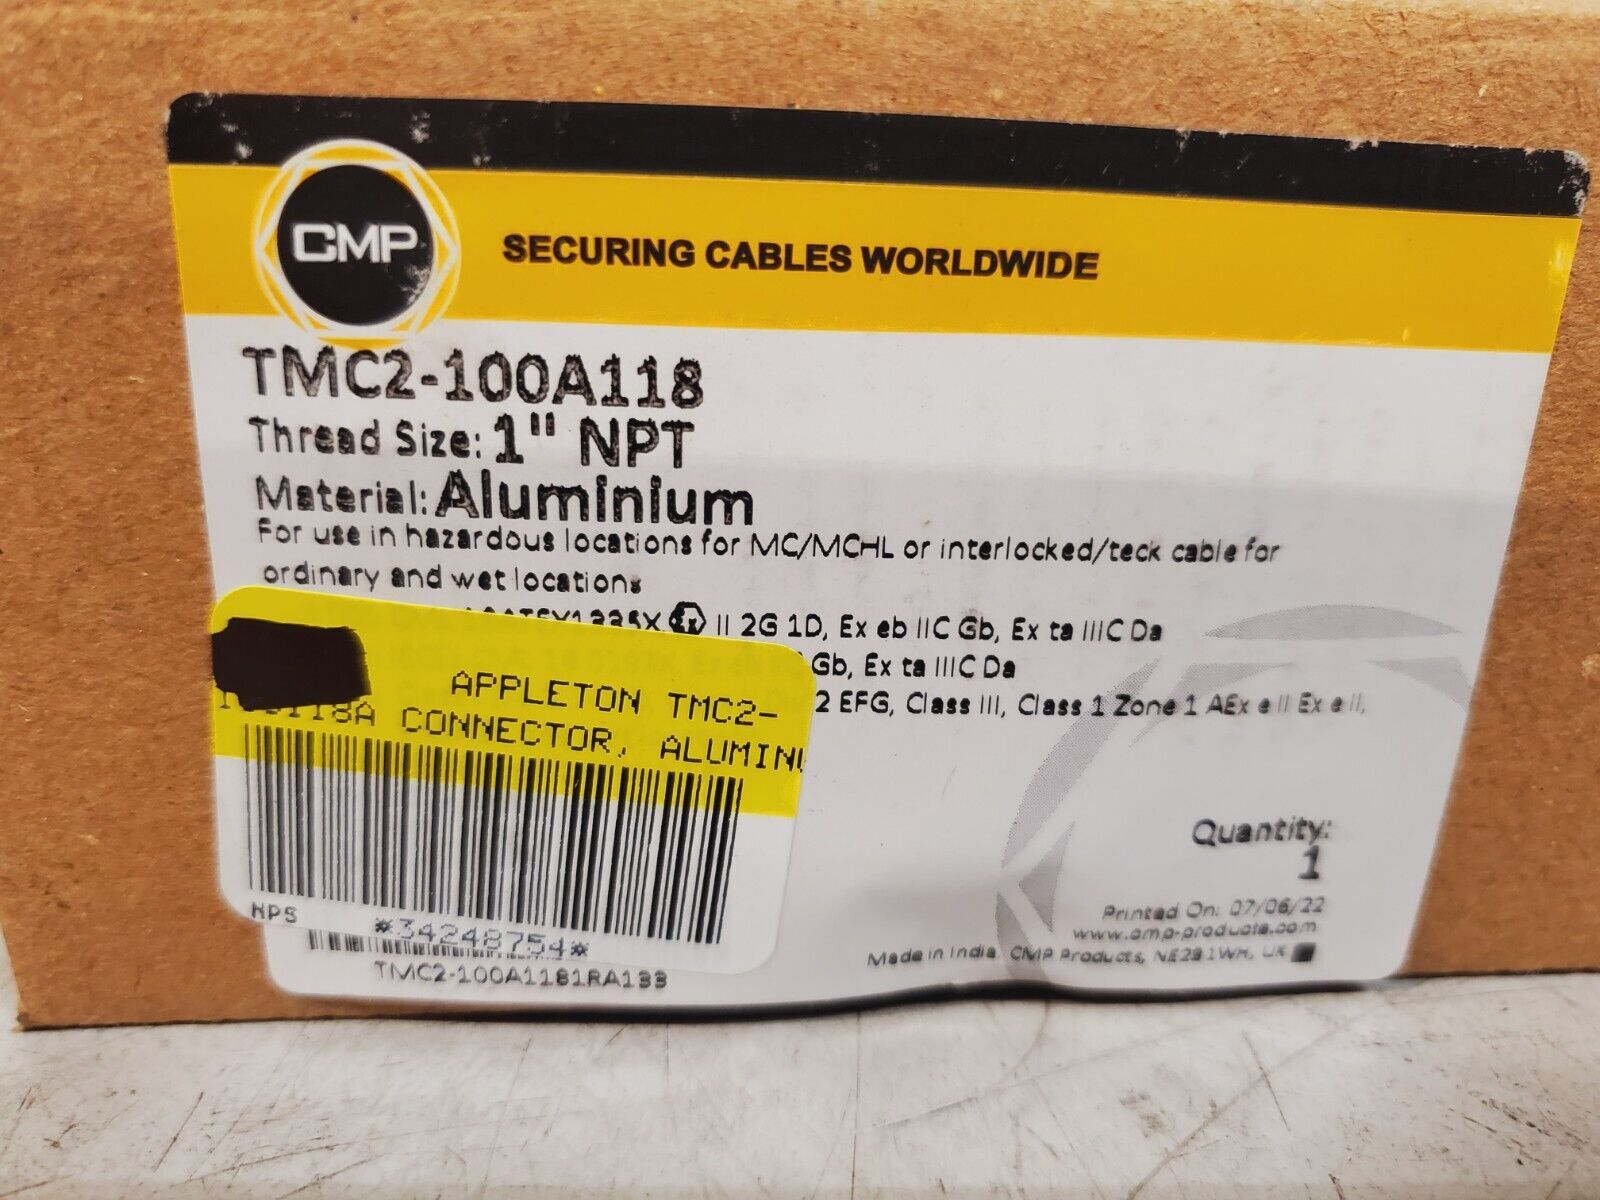 CMP
SECURING CABLES WORLDWIDE
TMC2-100A118
Thread Size: 1" NPT
Material: Aluminium
For use in hazardous locations for MC/MCHL or interlocked/teck cable for
ordinary and wet locations
Ex II 2G 1D, Ex eb IIC Gb, Ex ta IIIC Da
Gb, Ex ta IIIC Da
2 EFG, Class III, Class 1 Zone 1 AEx e II Ex e II,
APPLETON TMC2-
118A CONNECTOR, ALUMINU
NPS
*34248754*
TMC2-100A1181RA133
Quantity:
1
Printed On: 07/06/22
www.cmp-products.com
Made in India. CMP Products, NE23 1WH, UK